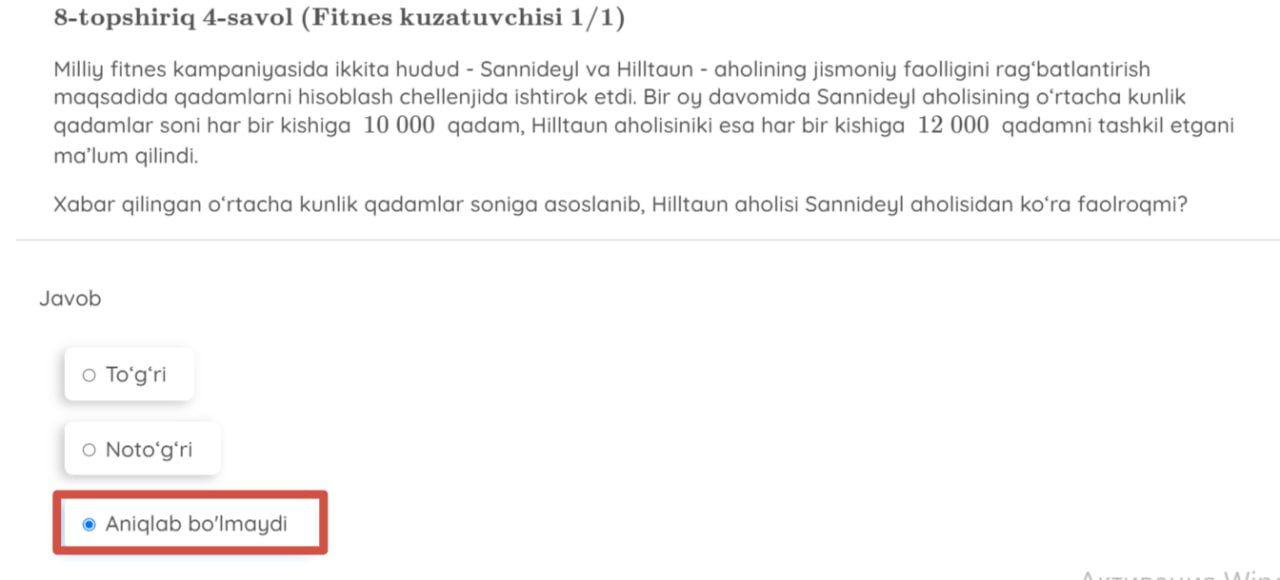 8-topshiriq 4-savol (Fitnes kuzatuvchisi 1/1)
Milliy fitnes kampaniyasida ikkita hudud - Sannideyl va Hilltaun - aholining jismoniy faolligini rag‘batlantirish
maqsadida qadamlarni hisoblash chellenjida ishtirok etdi. Bir oy davomida Sannideyl aholisining o‘rtacha kunlik
qadamlar soni har bir kishiga 10 000 qadam, Hilltaun aholisiniki esa har bir kishiga 12 000 qadamni tashkil etgani
ma’lum qilindi.
Xabar qilingan o‘rtacha kunlik qadamlar soniga asoslanib, Hilltaun aholisi Sannideyl aholisidan ko‘ra faolroqmi?
Javob
To‘g‘ri
Noto‘g‘ri
Aniqlab bo'lmaydi